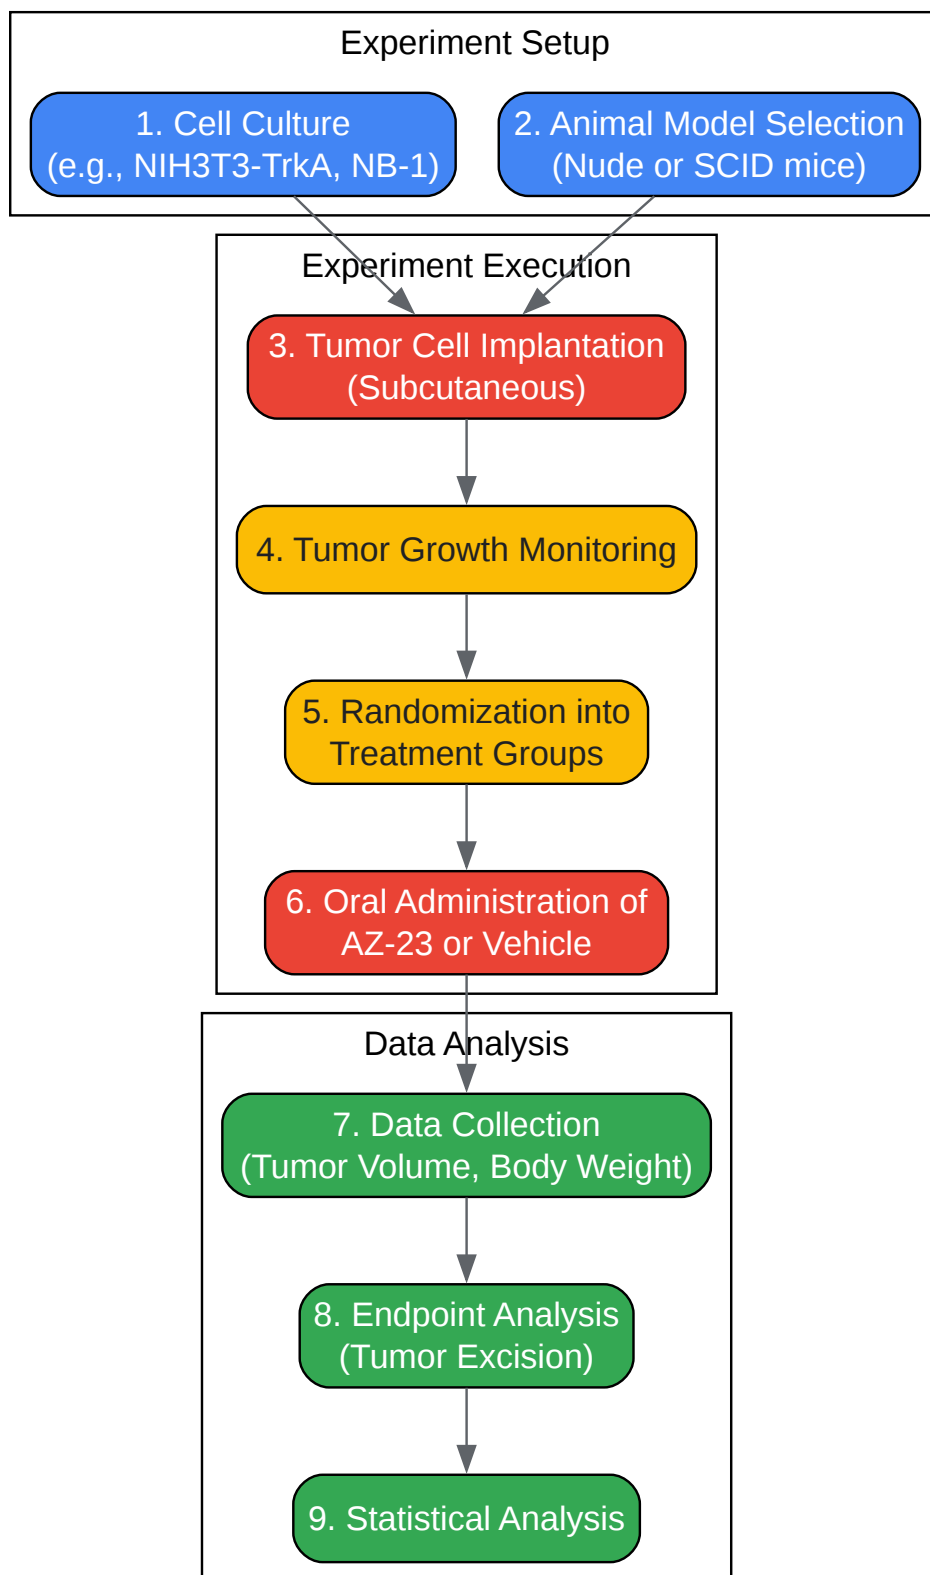 Experiment Setup
1. Cell Culture
(e.g., NIH3T3-TrkA, NB-1)
2. Animal Model Selection
(Nude or SCID mice)
Experiment Execution
3. Tumor Cell Implantation
(Subcutaneous)
4. Tumor Growth Monitoring
5. Randomization into
Treatment Groups
6. Oral Administration of
AZ-23 or Vehicle
Data Analysis
7. Data Collection
(Tumor Volume, Body Weight)
8. Endpoint Analysis
(Tumor Excision)
9. Statistical Analysis